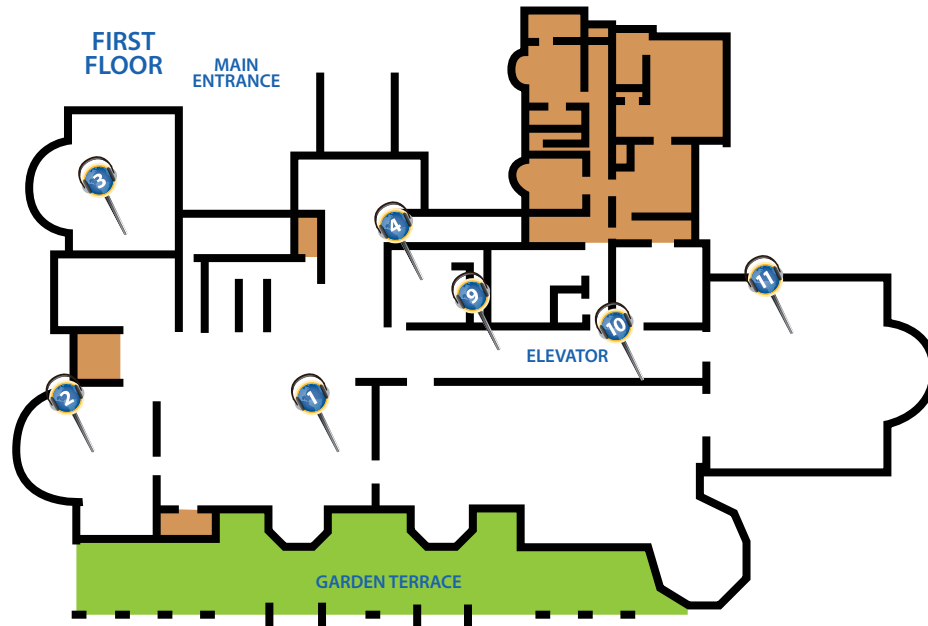 FIRST
FLOOR
MAIN
ENTRANCE
3
4
11
9
10
ELEVATOR
2
1
GARDEN TERRACE